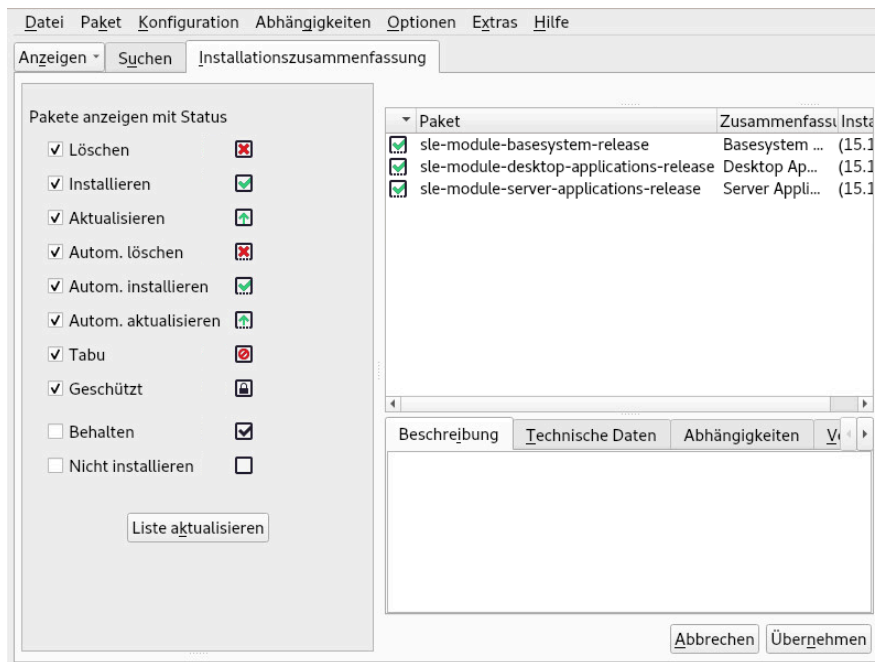 Datei Paket Konfiguration Abhängigkeiten Optionen Extras Hilfe
Anzeigen Suchen Installationszusammenfassung
Pakete anzeigen mit Status
Löschen
Installieren
Aktualisieren
Autom. löschen
Autom. installieren
Autom. aktualisieren
Tabu
Geschützt
Behalten
Nicht installieren
Liste aktualisieren
Paket Zusammenfassu Insta
sle-module-basesystem-release Basesystem ... (15.1
sle-module-desktop-applications-release Desktop Ap... (15.1
sle-module-server-applications-release Server Appli... (15.1
Beschreibung Technische Daten Abhängigkeiten
Abbrechen Übernehmen